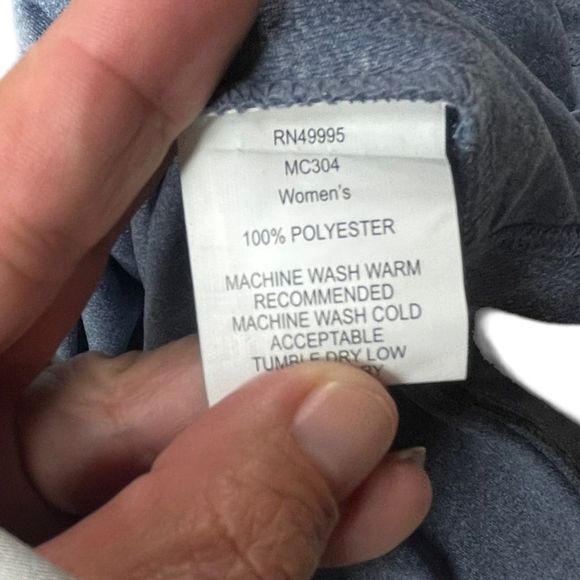 RN49995
MC304
Women's
100% POLYESTER
MACHINE WASH WARM
RECOMMENDED
MACHINE WASH COLD
ACCEPTABLE
TUMBLE DRY LOW